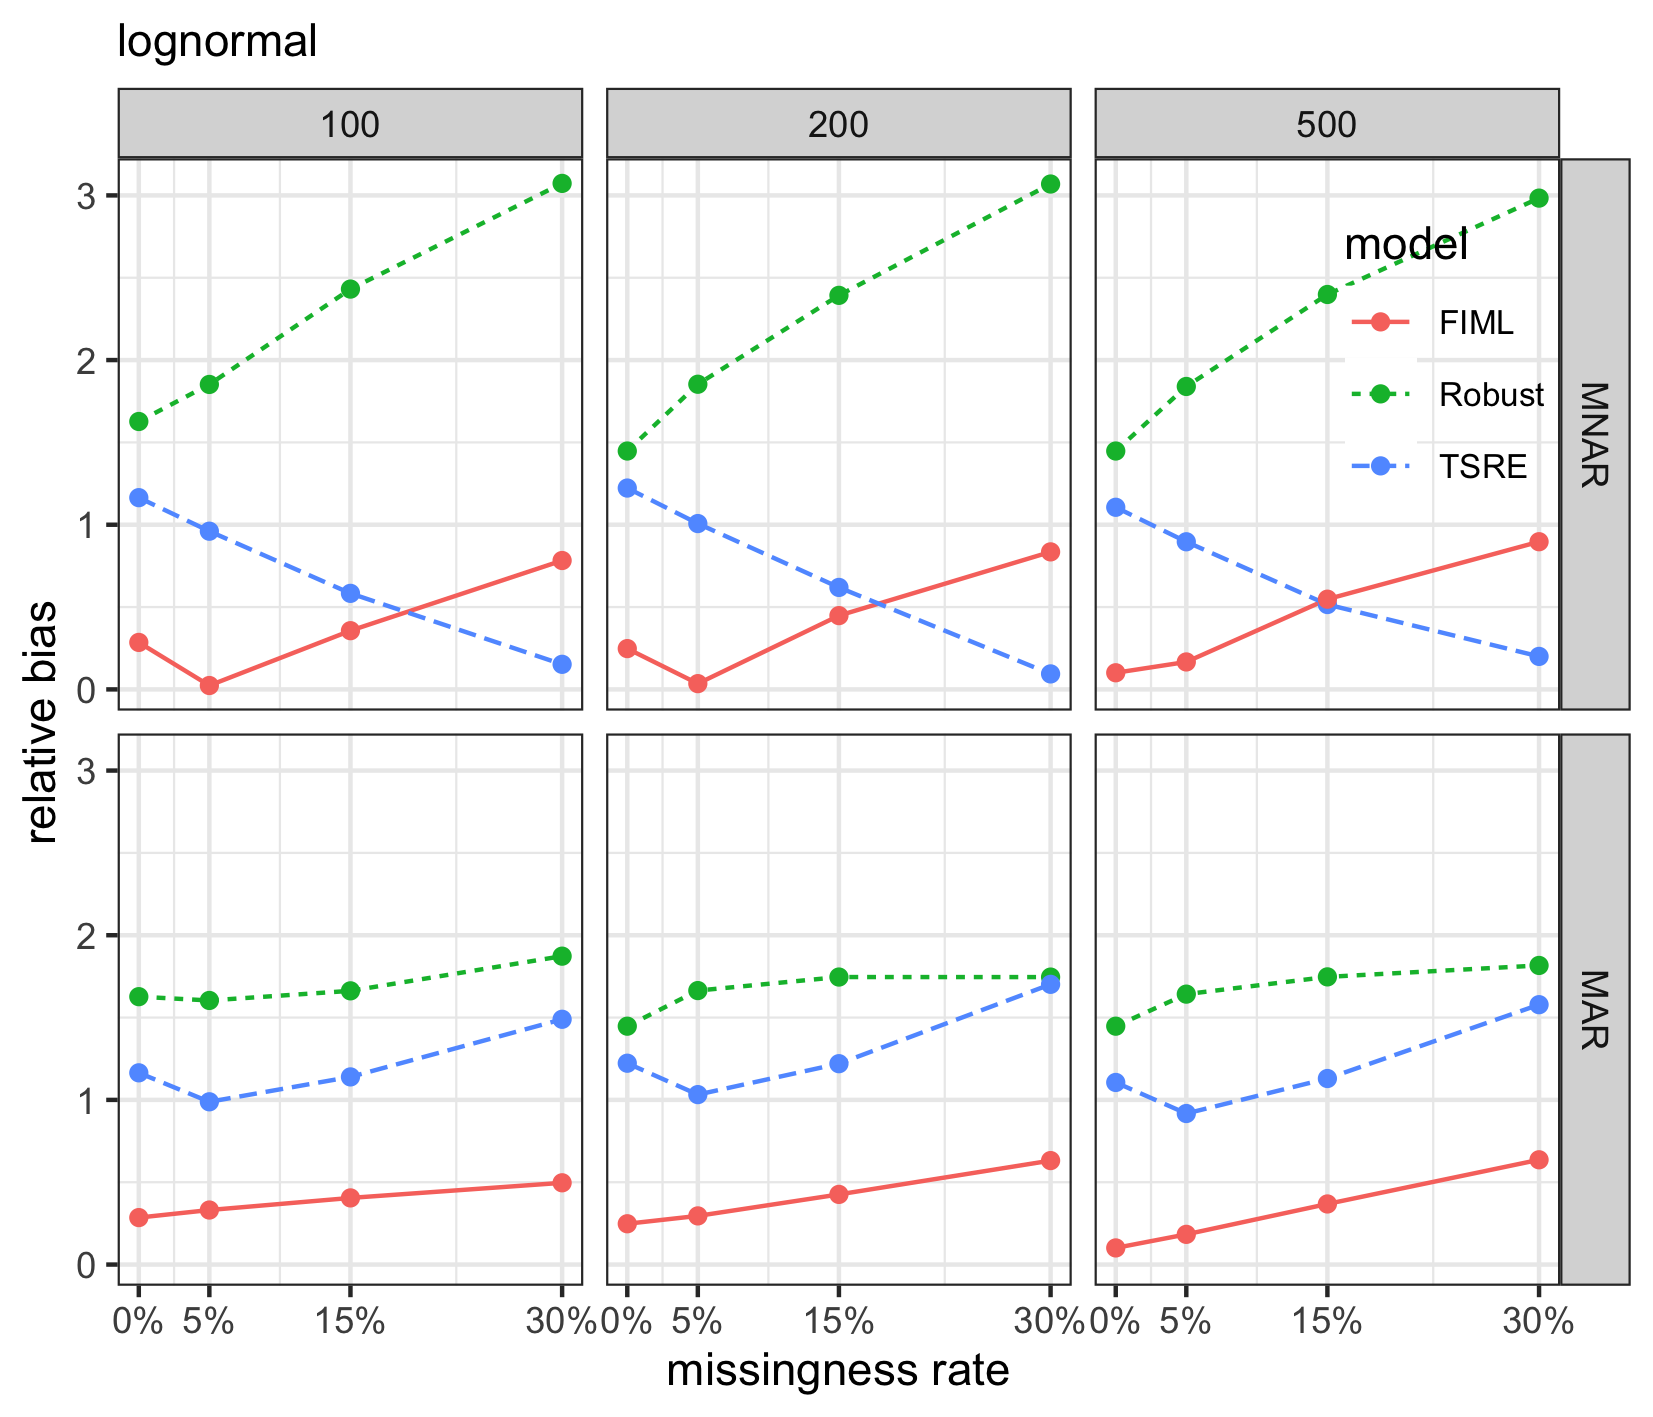 lognormal
100 200 500
3
2
1
0
model
FIML
Robust
TSRE
MNAR
relative bias
3
2
1
0
MAR
0% 5% 15% 30% 0% 5% 15% 30% 0% 5% 15% 30%
missingness rate